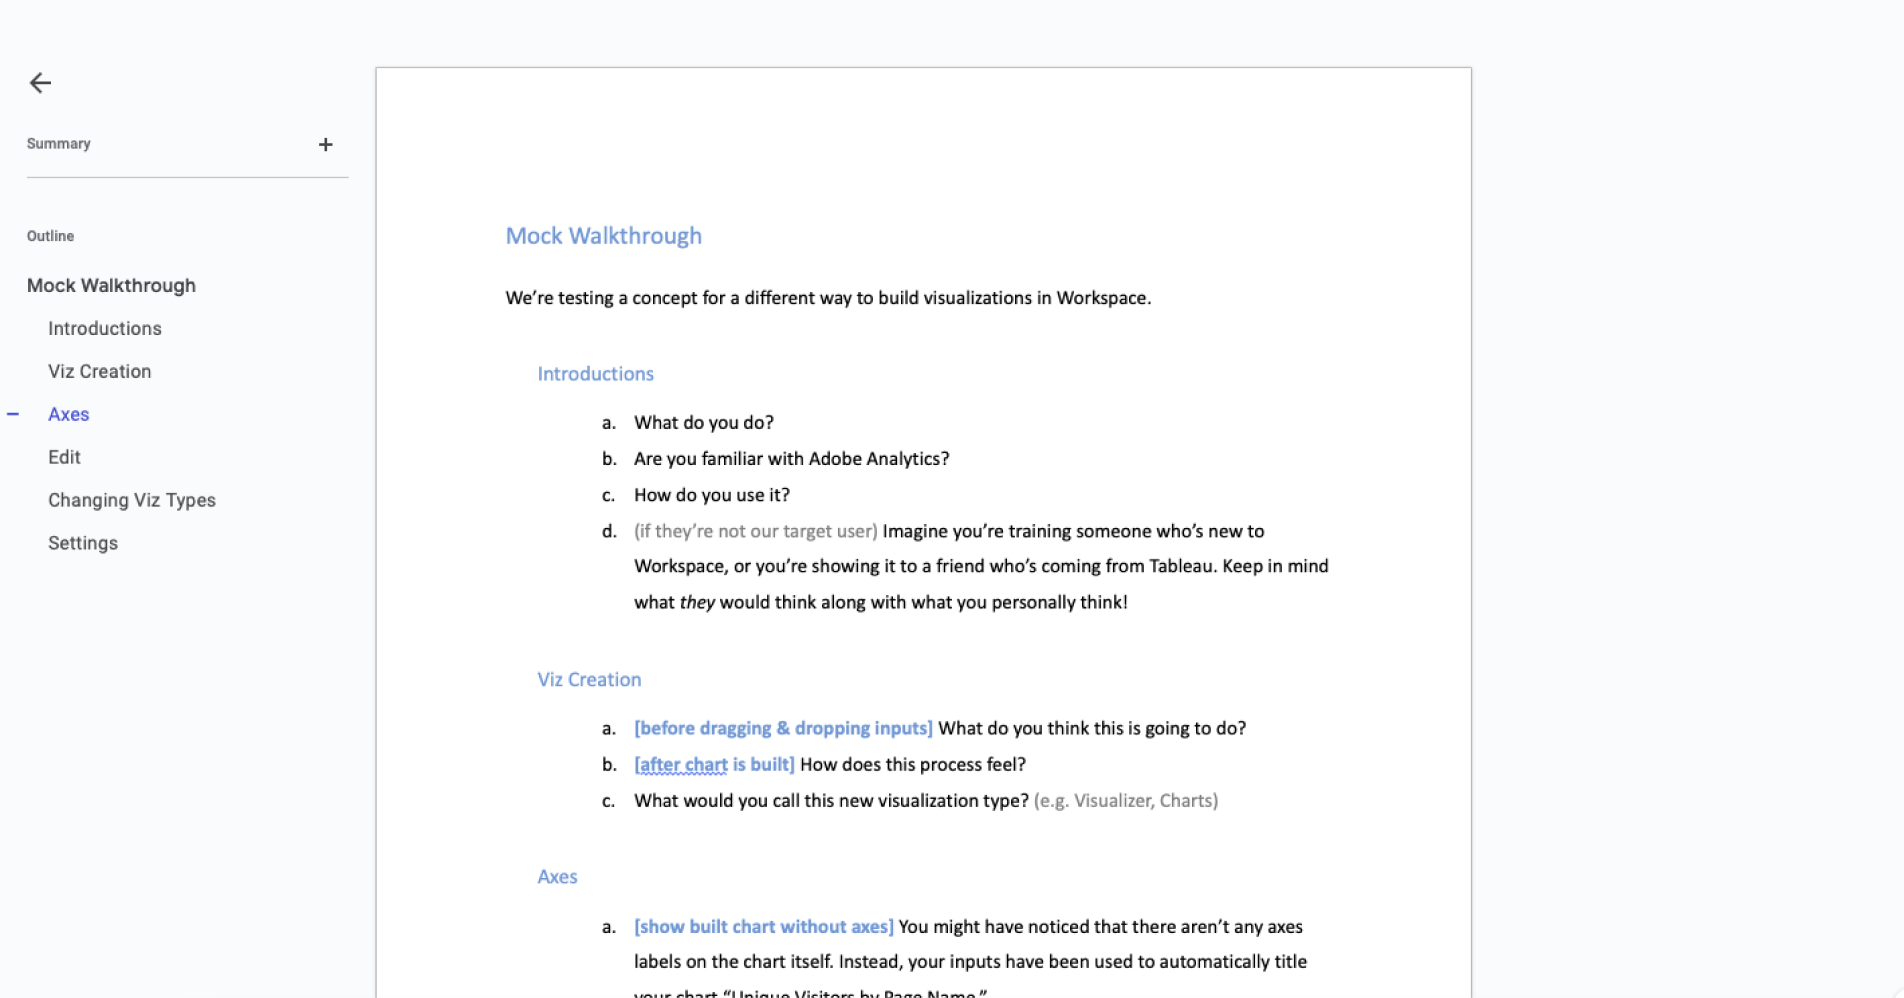 Summary
Outline
Mock Walkthrough
Introductions
Viz Creation
Axes
Edit
Changing Viz Types
Settings
Mock Walkthrough
We’re testing a concept for a different way to build visualizations in Workspace.
Introductions
a. What do you do?
b. Are you familiar with Adobe Analytics?
c. How do you use it?
d. (if they’re not our target user) Imagine you’re training someone who’s new to
Workspace, or you’re showing it to a friend who’s coming from Tableau. Keep in mind
what they would think along with what you personally think!
Viz Creation
a. [before dragging & dropping inputs] What do you think this is going to do?
b. [after chart is built] How does this process feel?
c. What would you call this new visualization type? (e.g. Visualizer, Charts)
Axes
a. [show built chart without axes] You might have noticed that there aren’t any axes
labels on the chart itself. Instead, your inputs have been used to automatically title
your chart “Unique Visitors by Page Name.”